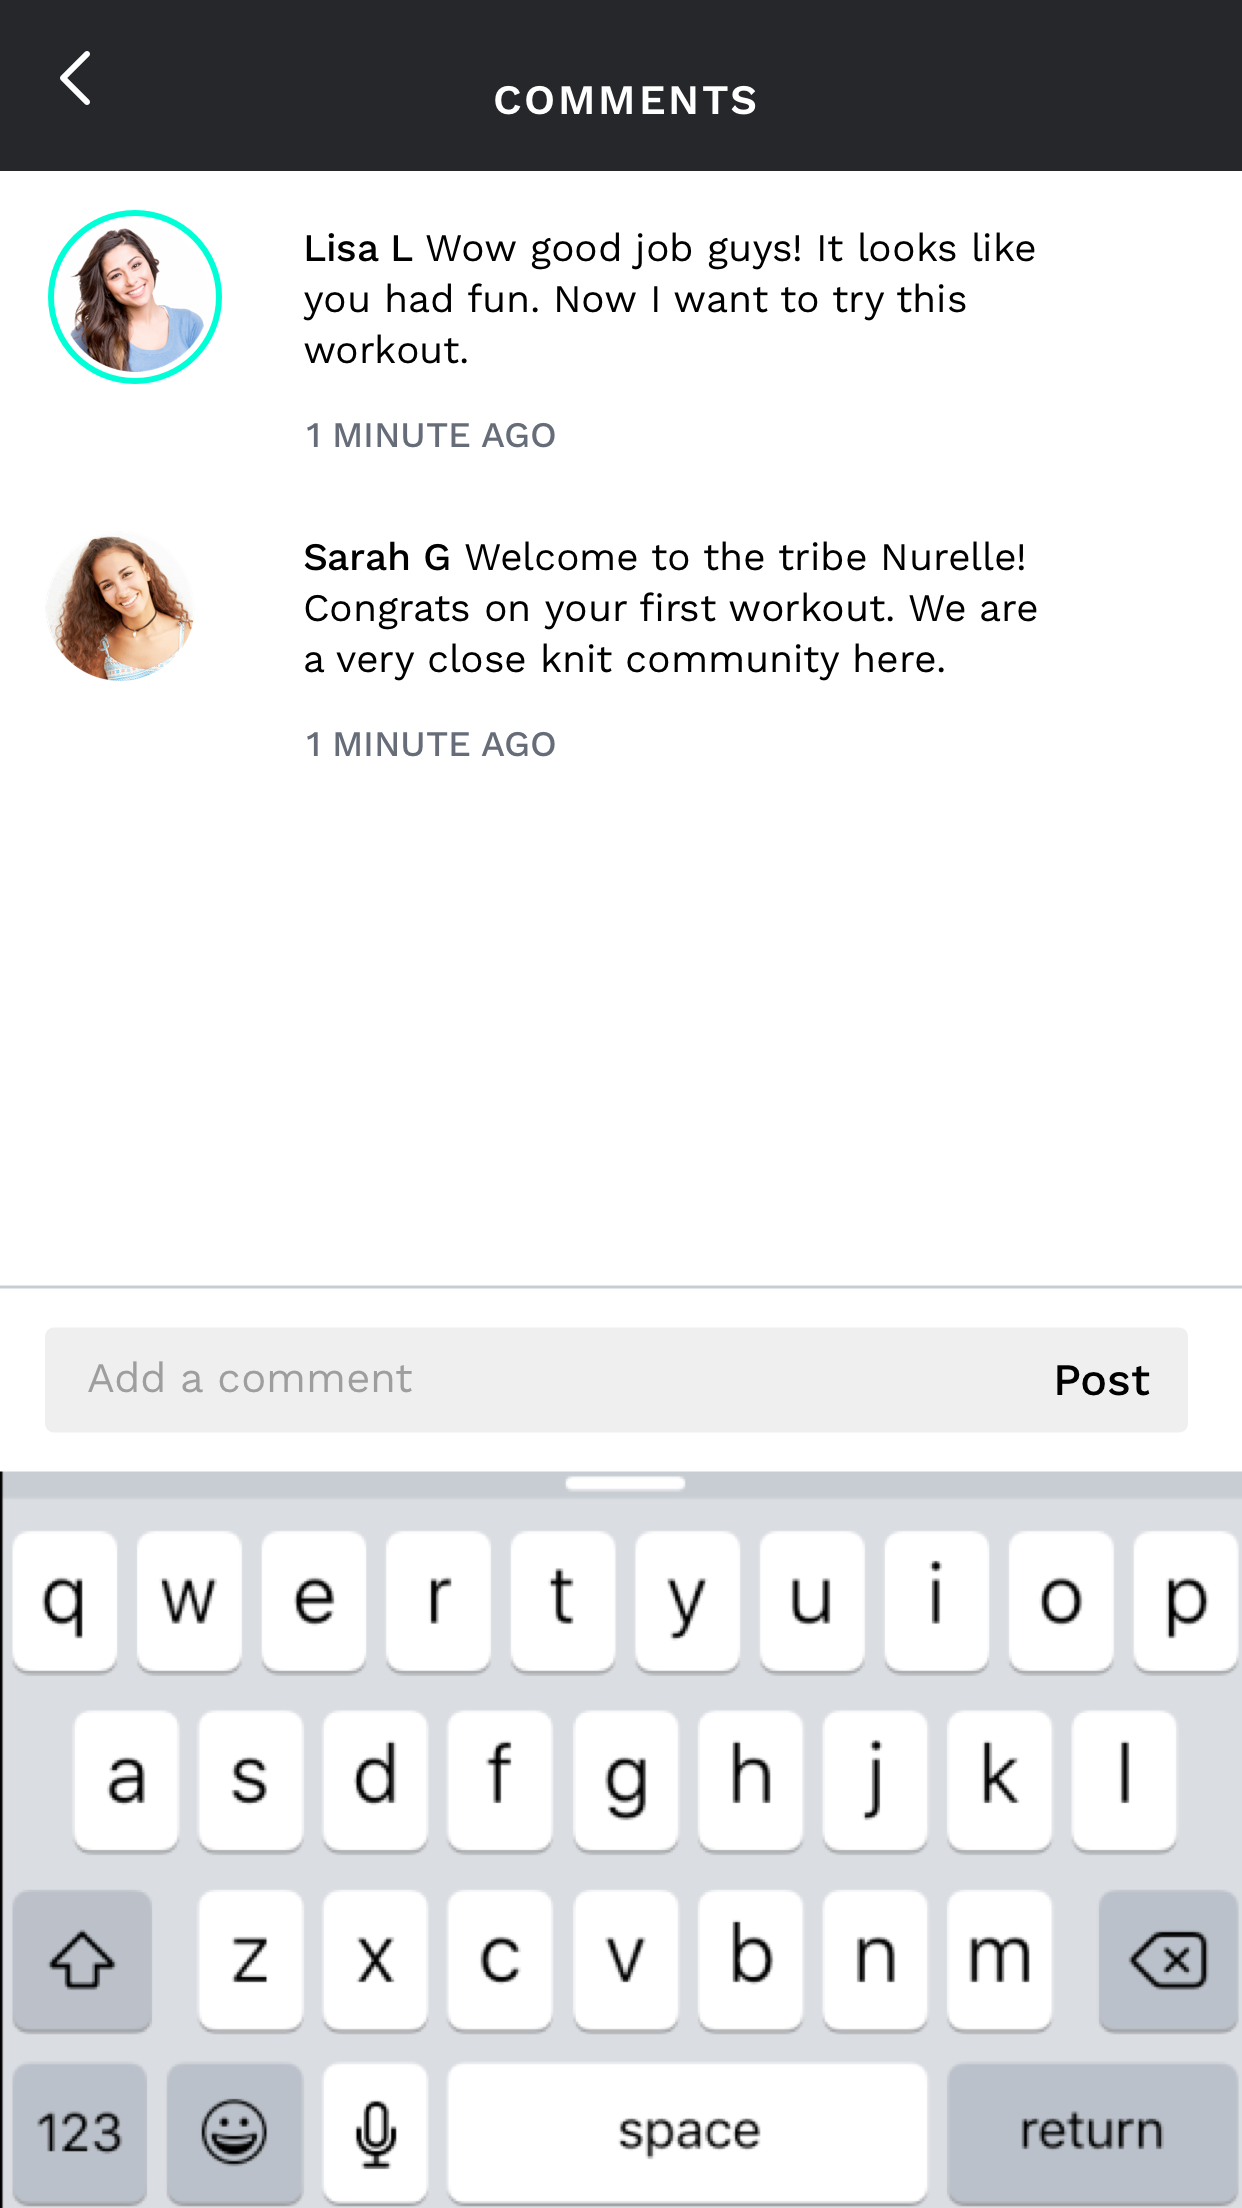 COMMENTS
Lisa L Wow good job guys! It looks like
you had fun. Now I want to try this
workout.
1 MINUTE AGO
Sarah G Welcome to the tribe Nurelle!
Congrats on your first workout. We are
a very close knit community here.
1 MINUTE AGO
Add a comment Post
q w e r t y u i o p
a s d f g h j k l
z x c v b n m
123 space return